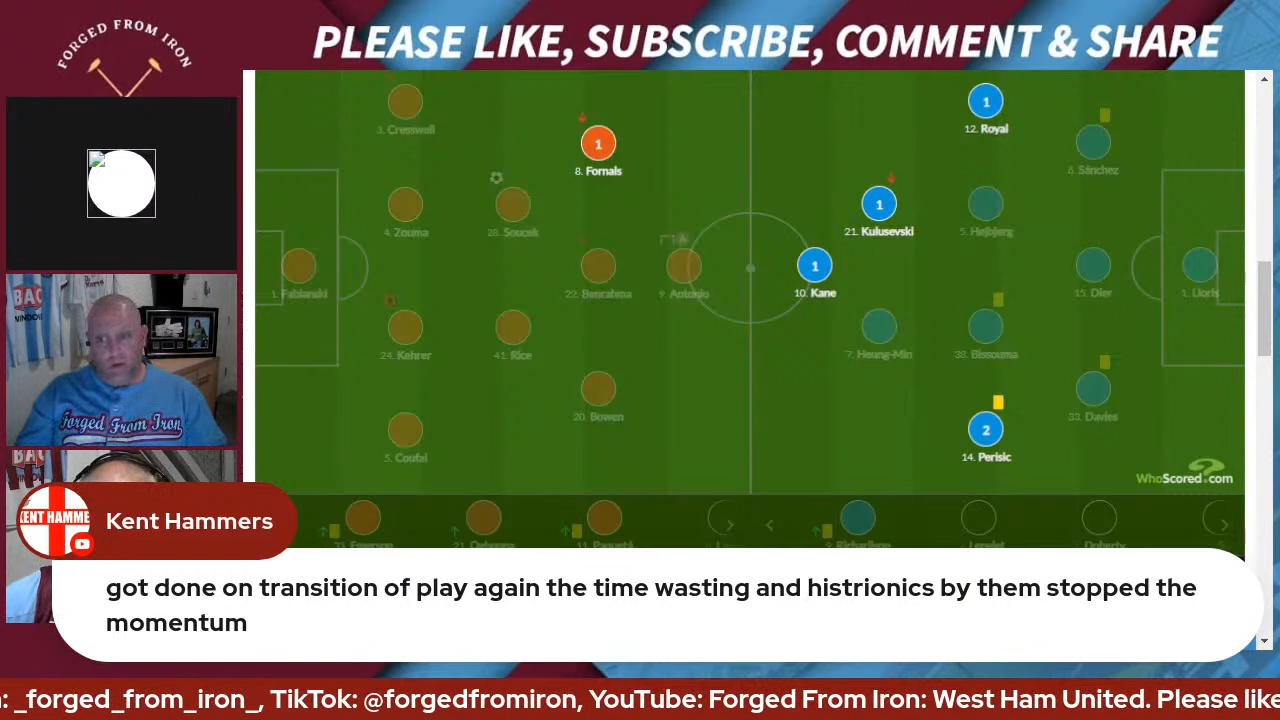 FORGED FROM IRON
PLEASE LIKE, SUBSCRIBE, COMMENT & SHARE
3. Cresswell
1
8. Fornals
1
12. Royal
6. Sánchez
4. Zouma
28. Soucek
1
21. Kulusevski
5. Højbjerg
1. Fabianski
22. Benrahma
9. Antonio
1
10. Kane
15. Dier
1. Lloris
24. Kehrer
41. Rice
7. Heung-Min
38. Bissouma
20. Bowen
33. Davies
5. Coufal
2
14. Perisic
WhoScored.com
BAC
WINDOW
Forged From Iron
KENT HAMME
Kent Hammers
got done on transition of play again the time wasting and histrionics by them stopped the
momentum
: _forged_from_iron_, TikTok: @forgedfromiron, YouTube: Forged From Iron: West Ham United. Please like